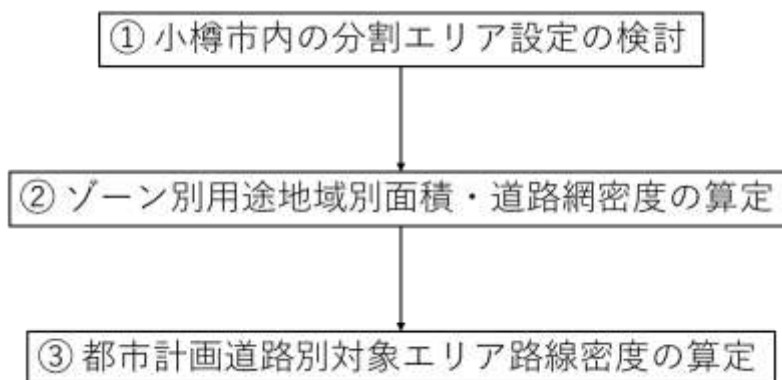 ① 小樽市内の分割エリア設定の検討
② ゾーン別用途地域別面積・道路網密度の算定
③ 都市計画道路別対象エリア路線密度の算定